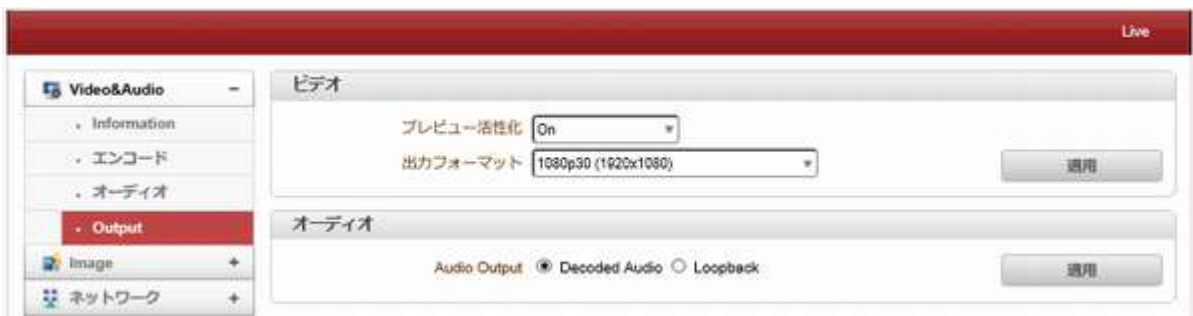 Live
Video&Audio
Information
エンコード
オーディオ
Output
Image
ネットワーク
ビデオ
プレビュー活性化 On
出力フォーマット 1080p30 (1920x1080)
適用
オーディオ
Audio Output Decoded Audio Loopback
適用